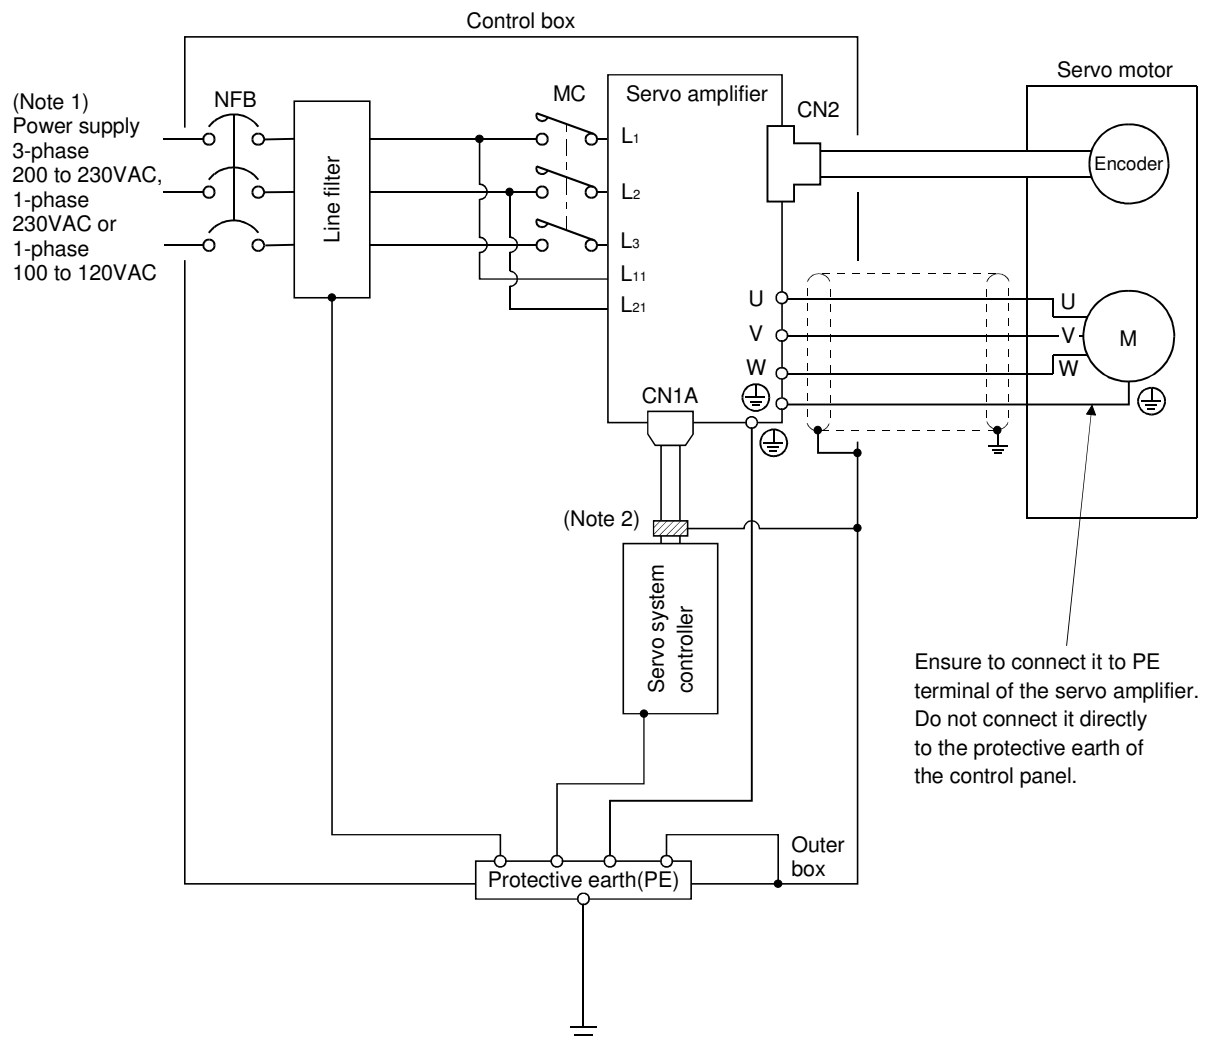 Control box
(Note 1)
Power supply
3-phase
200 to 230VAC,
1-phase
230VAC or
1-phase
100 to 120VAC
NFB
Line filter
MC
Servo amplifier
L1
L2
L3
L11
L21
CN2
Servo motor
Encoder
U
V
W
U
V
W
M
CN1A
(Note 2)
Servo system
controller
Ensure to connect it to PE
terminal of the servo amplifier.
Do not connect it directly
to the protective earth of
the control panel.
Outer
box
Protective earth(PE)